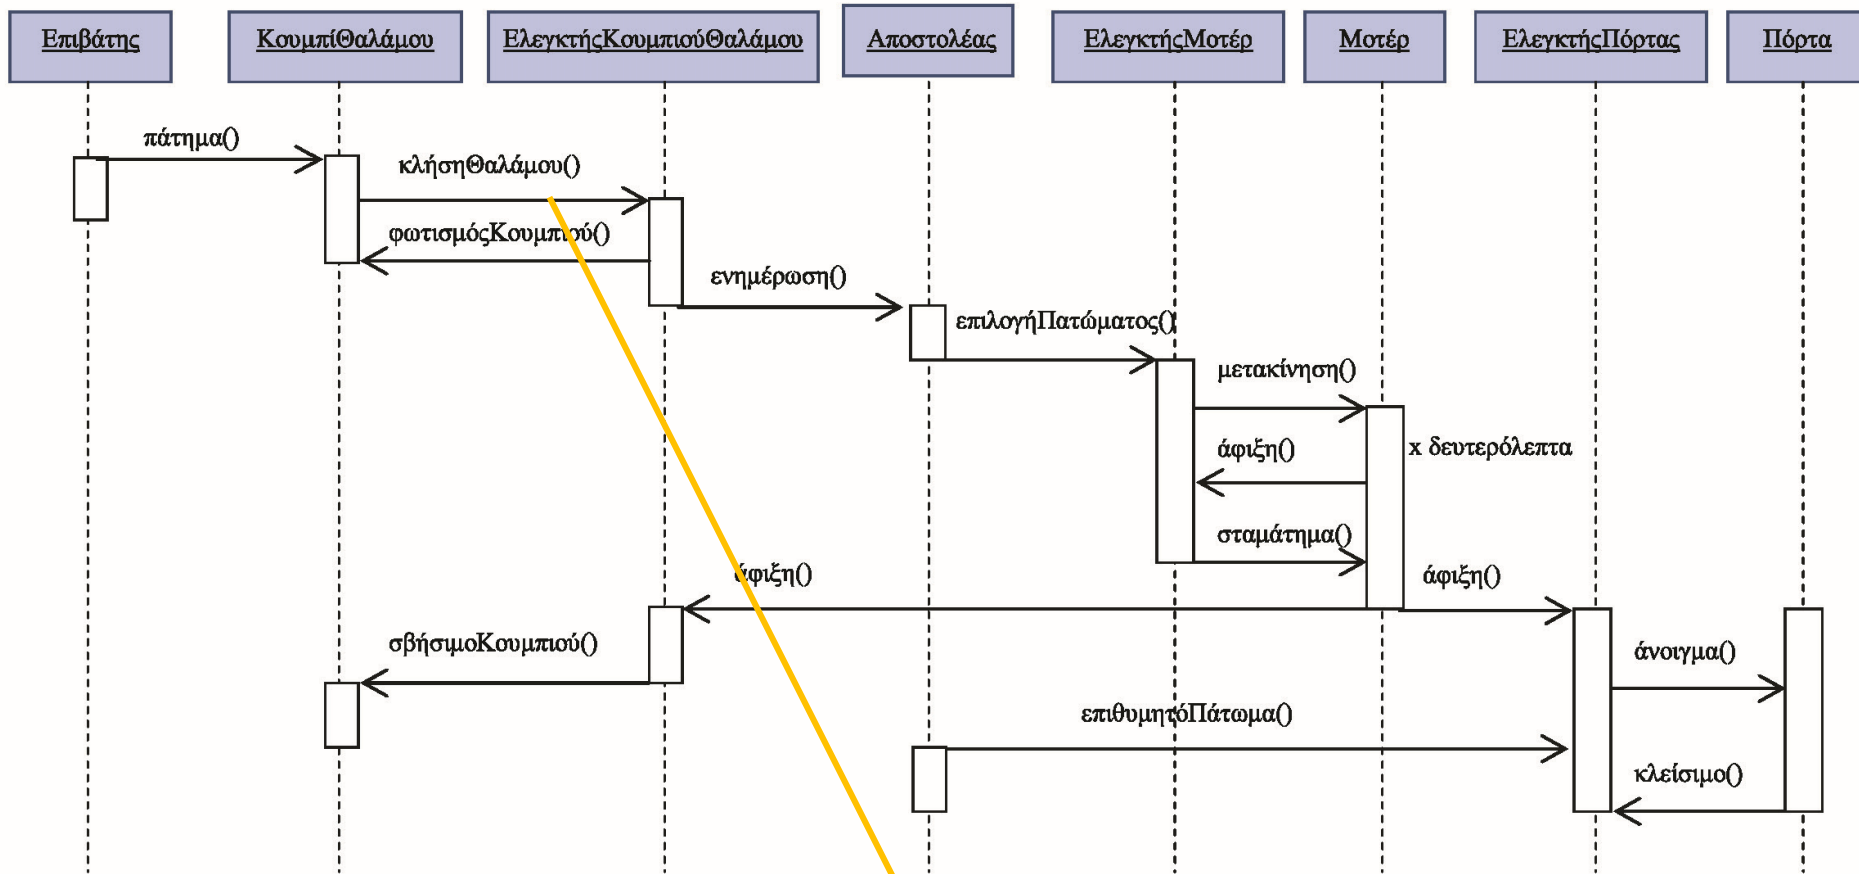 Επιβάτης
ΚουμπίΘαλάμου
ΕλεγκτήςΚουμπιούΘαλάμου
Αποστολέας
ΕλεγκτήςΜοτέρ
Μοτέρ
ΕλεγκτήςΠόρτας
Πόρτα
πάτημα()
κλήσηΘαλάμου()
φωτισμόςΚουμπιού()
ενημέρωση()
επιλογήΠατώματος()
μετακίνηση()
άφιξη()
x δευτερόλεπτα
σταμάτημα()
άφιξη()
άφιξη()
σβήσιμοΚουμπιού()
άνοιγμα()
επιθυμητόΠάτωμα()
κλείσιμο()